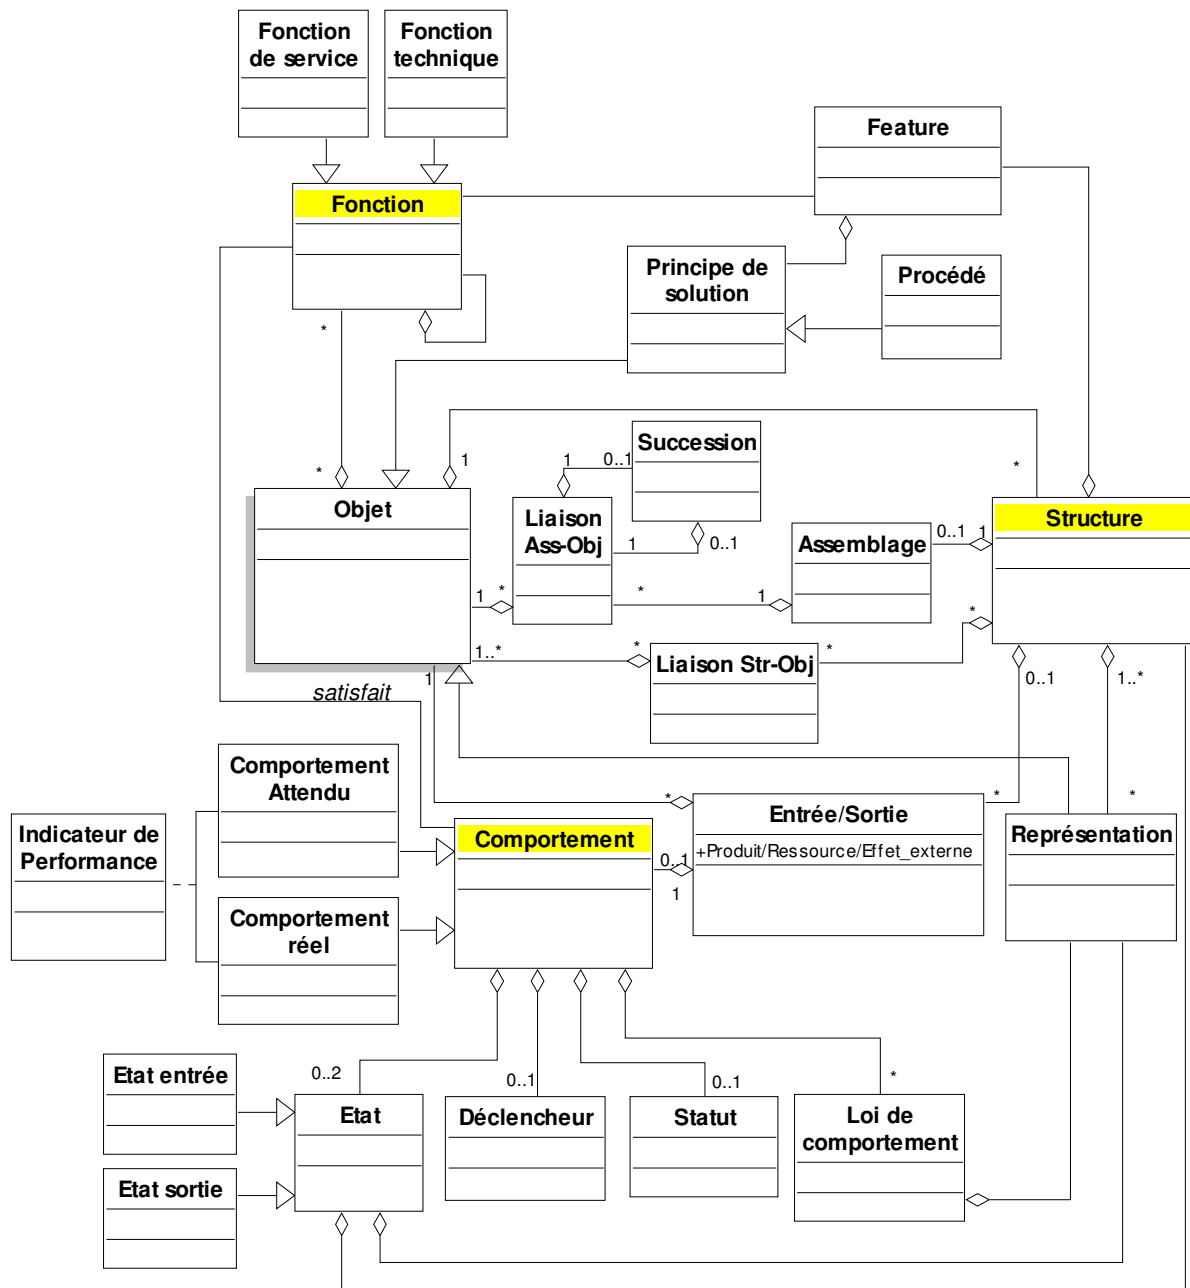 Fonction
de service
Fonction
technique
Feature
Fonction
Principe de
solution
Procédé
*
*
1
Succession
1
0..1
*
Objet
Liaison
Ass-Obj
1
0..1
Assemblage
0..1
1
Structure
1
*
*
1
*
1..*
*
Liaison Str-Obj
*
1
0..1
1..*
satisfait
Comportement
Attendu
*
Entrée/Sortie
*
*
Indicateur de
Performance
Comportement
0..1
1
+Produit/Ressource/Effet_externe
Représentation
Comportement
réel
0..2
0..1
0..1
*
Etat entrée
Etat
Déclencheur
Statut
Loi de
comportement
Etat sortie